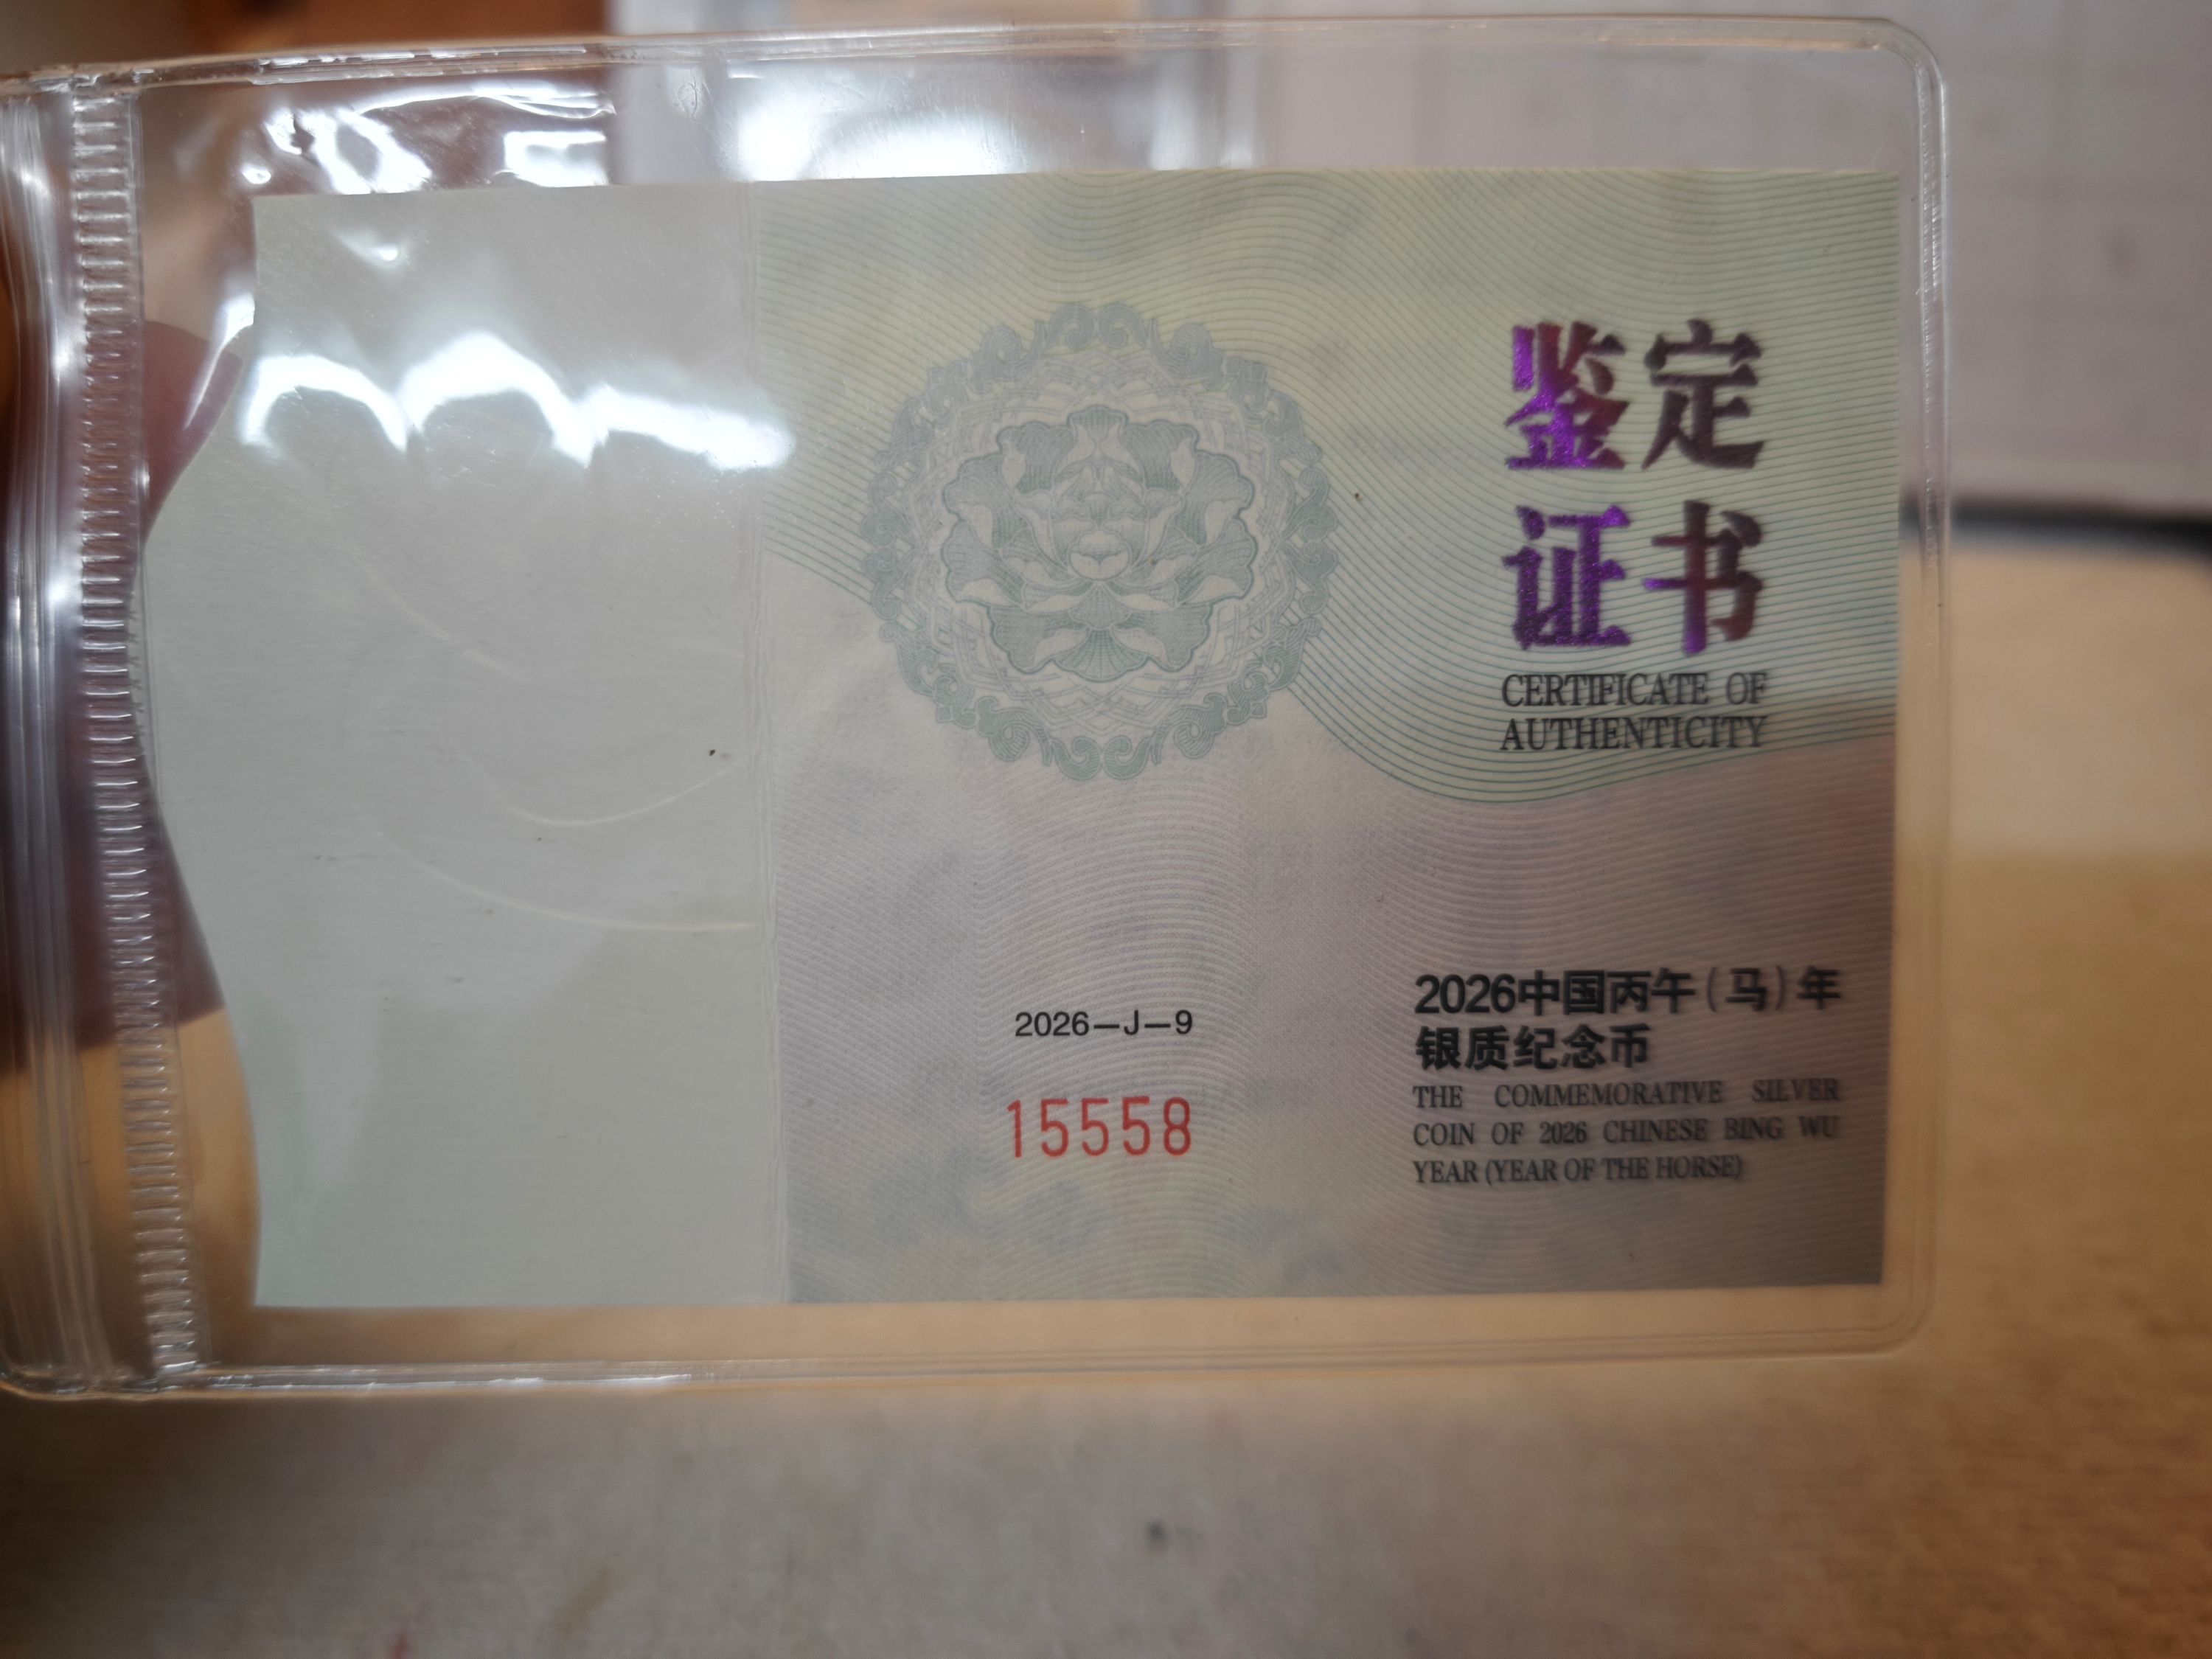 鉴定
证书
CERTIFICATE OF
AUTHENTICITY
2026—J—9
15558
2026中国丙午(马)年
银质纪念币
THE COMMEMORATIVE SILVER
COIN OF 2026 CHINESE BING WU
YEAR (YEAR OF THE HORSE)